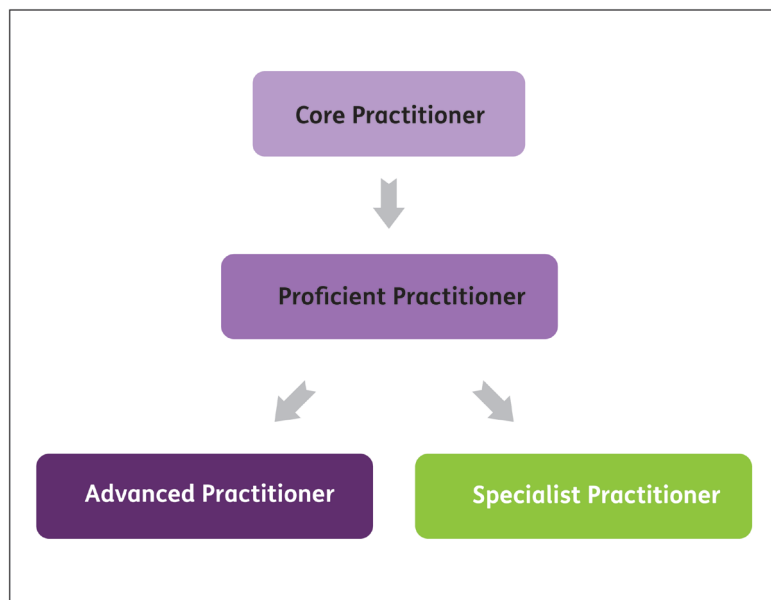 Core Practitioner
Proficient Practitioner
Advanced Practitioner
Specialist Practitioner